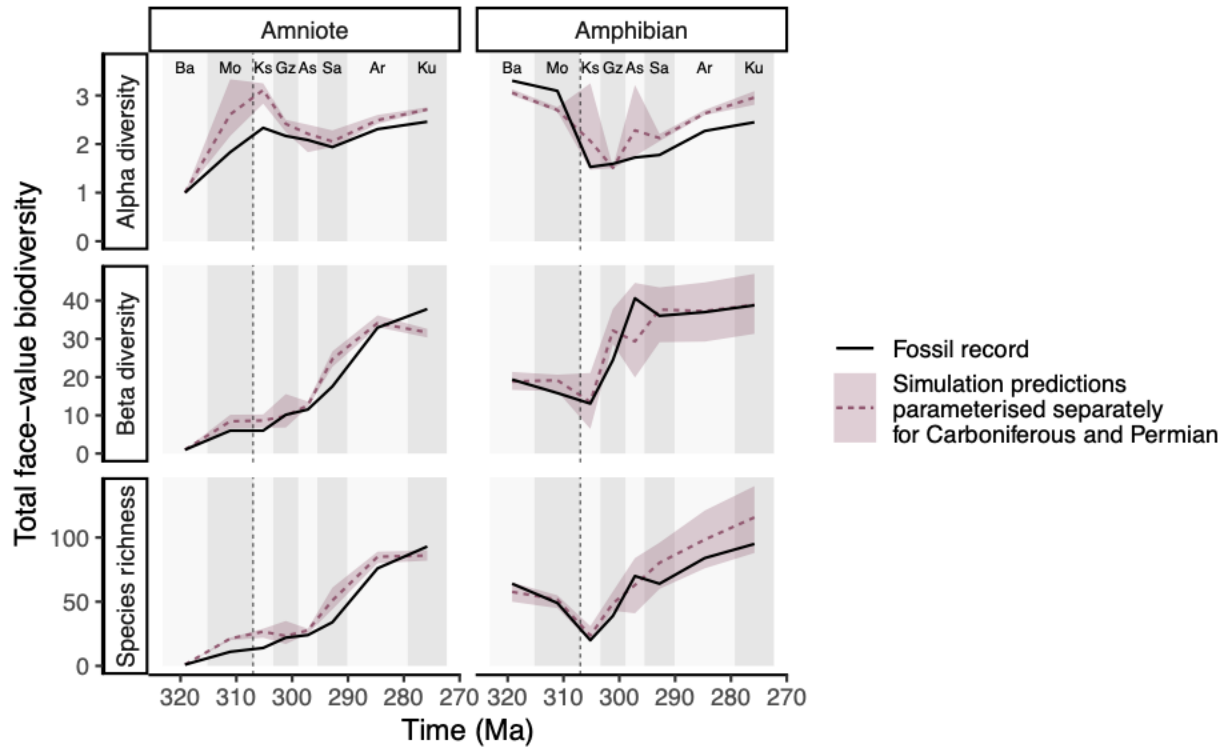 Amniote
Amphibian
Ba Mo Ks Gz As Sa Ar Ku
Ba Mo Ks Gz As Sa Ar Ku
Total face-value biodiversity
Alpha diversity
3
2
1
0
Beta diversity
40
30
20
10
0
Species richness
100
50
0
320 310 300 290 280 270
320 310 300 290 280 270
Time (Ma)
Fossil record
Simulation predictions
parameterised separately
for Carboniferous and Permian